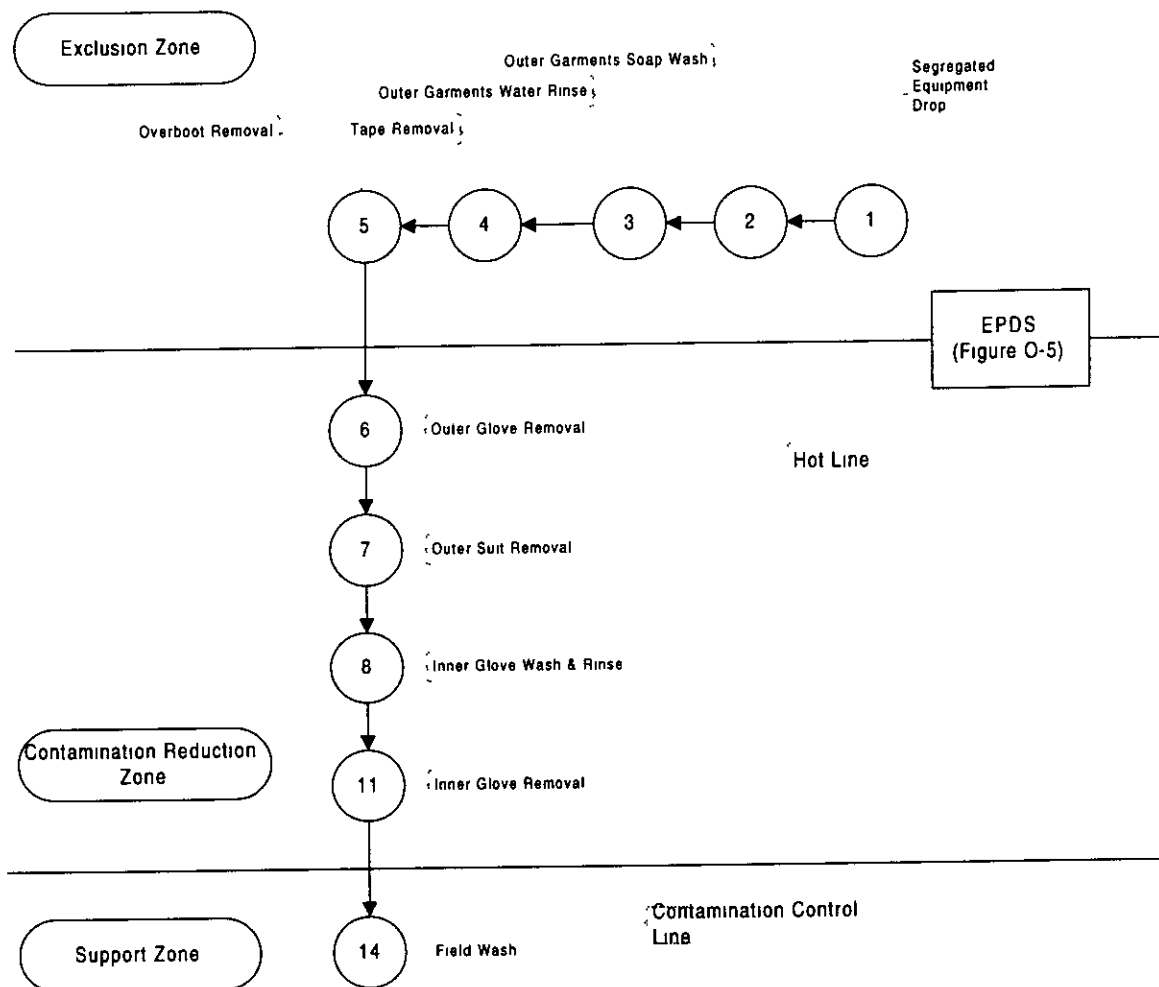 Exclusion Zone
Outer Garments Soap Wash
Segregated
Equipment
Drop
Outer Garments Water Rinse
Overboot Removal
Tape Removal
5
4
3
2
1
EPDS
(Figure O-5)
6
Outer Glove Removal
Hot Line
7
Outer Suit Removal
8
Inner Glove Wash & Rinse
Contamination Reduction
Zone
11
Inner Glove Removal
Contamination Control
Line
Support Zone
14
Field Wash